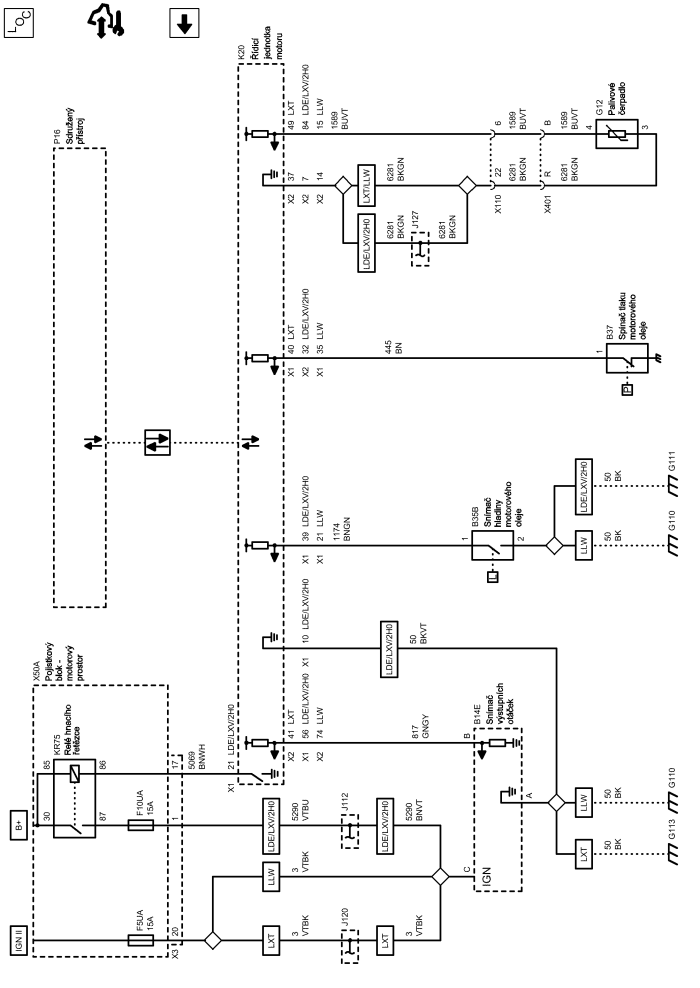 LOC
P16
Sdružený
přístroj
K20
Řídicí
jednotka
motoru
X50A
Pojistkový
blok -
motorový
prostor
B+
IGN II
KR75
Relé hnacího
řetězce
85
30
86
87
F10UA
15A
F5UA
15A
17
1
20
X3
5069
BNWH
X1
21 LDE/LXV/2H0
X2 41 LXT
X1 56 LDE/LXV/2H0
X2 74 LLW
X1 10 LDE/LXV/2H0
X1 39 LDE/LXV/2H0
X1 21 LLW
1174
BNGN
X1 40 LXT
X2 32 LDE/LXV/2H0
X1 35 LLW
X2 37
X2 7
X2 14
49 LXT
84 LDE/LXV/2H0
15 LLW
1589
BUVT
LXT/LLW
LDE/LXV/2H0
6281
BKGN
J127
6281
BKGN
6281
BKGN
X110 22
6
6281
BKGN
1589
BUVT
X401 R
B
6281
BKGN
1589
BUVT
4
3
G12
Palivové
čerpadlo
445
BN
1
B37
Spínač tlaku
motorového
oleje
P
1
2
B35B
Snímač
hladiny
motorového
oleje
L
LDE/LXV/2H0
LLW
50
BK
50
BK
G111
G110
LDE/LXV/2H0
50
BKVT
817
GNGY
B
B14E
Snímač
výstupních
otáček
IGN
C
A
LLW
LXT
50
BK
50
BK
G110
G113
LDE/LXV/2H0
5290
VTBU
J112
LDE/LXV/2H0
5290
BNVT
LLW
3
VTBK
LXT
3
VTBK
J120
LXT
3
VTBK